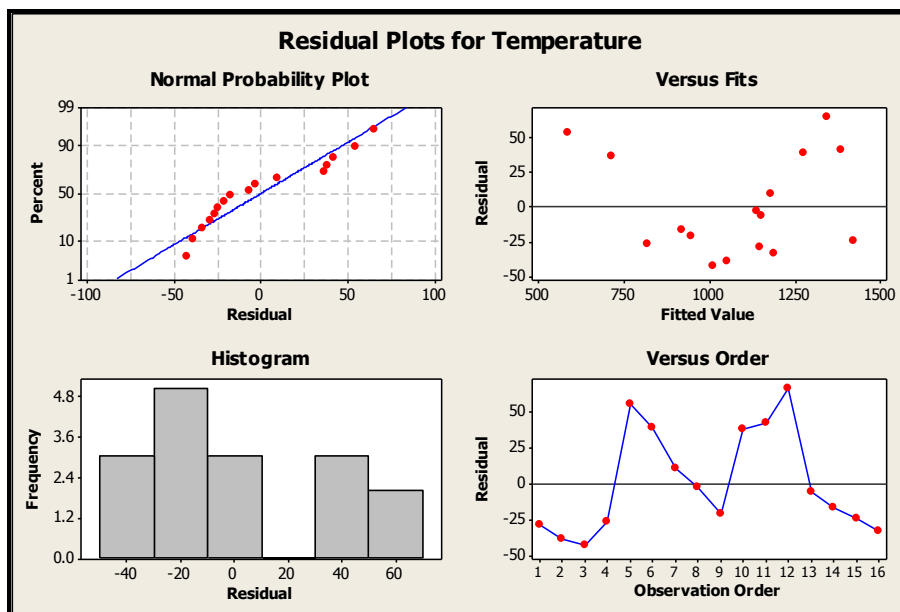 Residual Plots for Temperature
Normal Probability Plot
Percent
99
90
50
10
1
-100 -50 0 50 100
Residual
Versus Fits
Residual
50
25
0
-25
-50
500 750 1000 1250 1500
Fitted Value
Histogram
Frequency
4.8
3.6
2.4
1.2
0.0
-40 -20 0 20 40 60
Residual
Versus Order
Residual
50
25
0
-25
-50
1 2 3 4 5 6 7 8 9 10 11 12 13 14 15 16
Observation Order